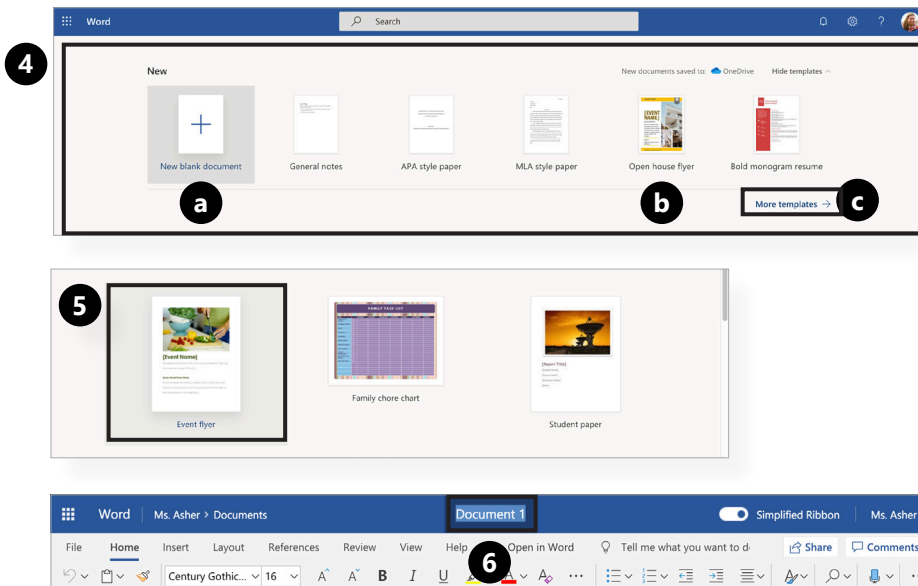 Word
Search
?
4
New
New documents saved to: OneDrive Hide templates
[EVENT NAME]
New blank document General notes APA style paper MLA style paper Open house flyer Bold monogram resume
a b
More templates →
c
5
FAMILY TASK LIST
[Event Name]
[Report Title]
Family chore chart
Event flyer Student paper
Word Ms. Asher > Documents Document 1 Simplified Ribbon Ms. Asher
File Home Insert Layout References Review View Help Open in Word Tell me what you want to d Share Comments
6
Century Gothic... 16 A A B I U A A ...